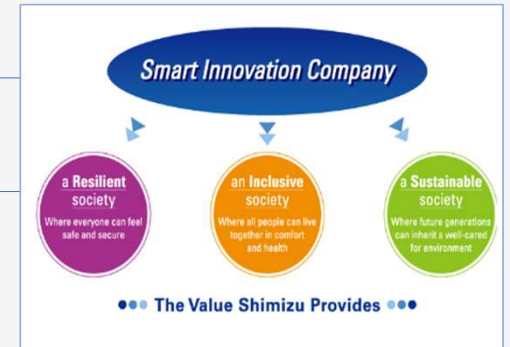 Smart Innovation Company
a Resilient
society
Where everyone can feel
safe and secure
an Inclusive
society
Where all people can live
together in comfort
and health
a Sustainable
society
Where future generations
can inherit a well-cared
for environment
The Value Shimizu Provides